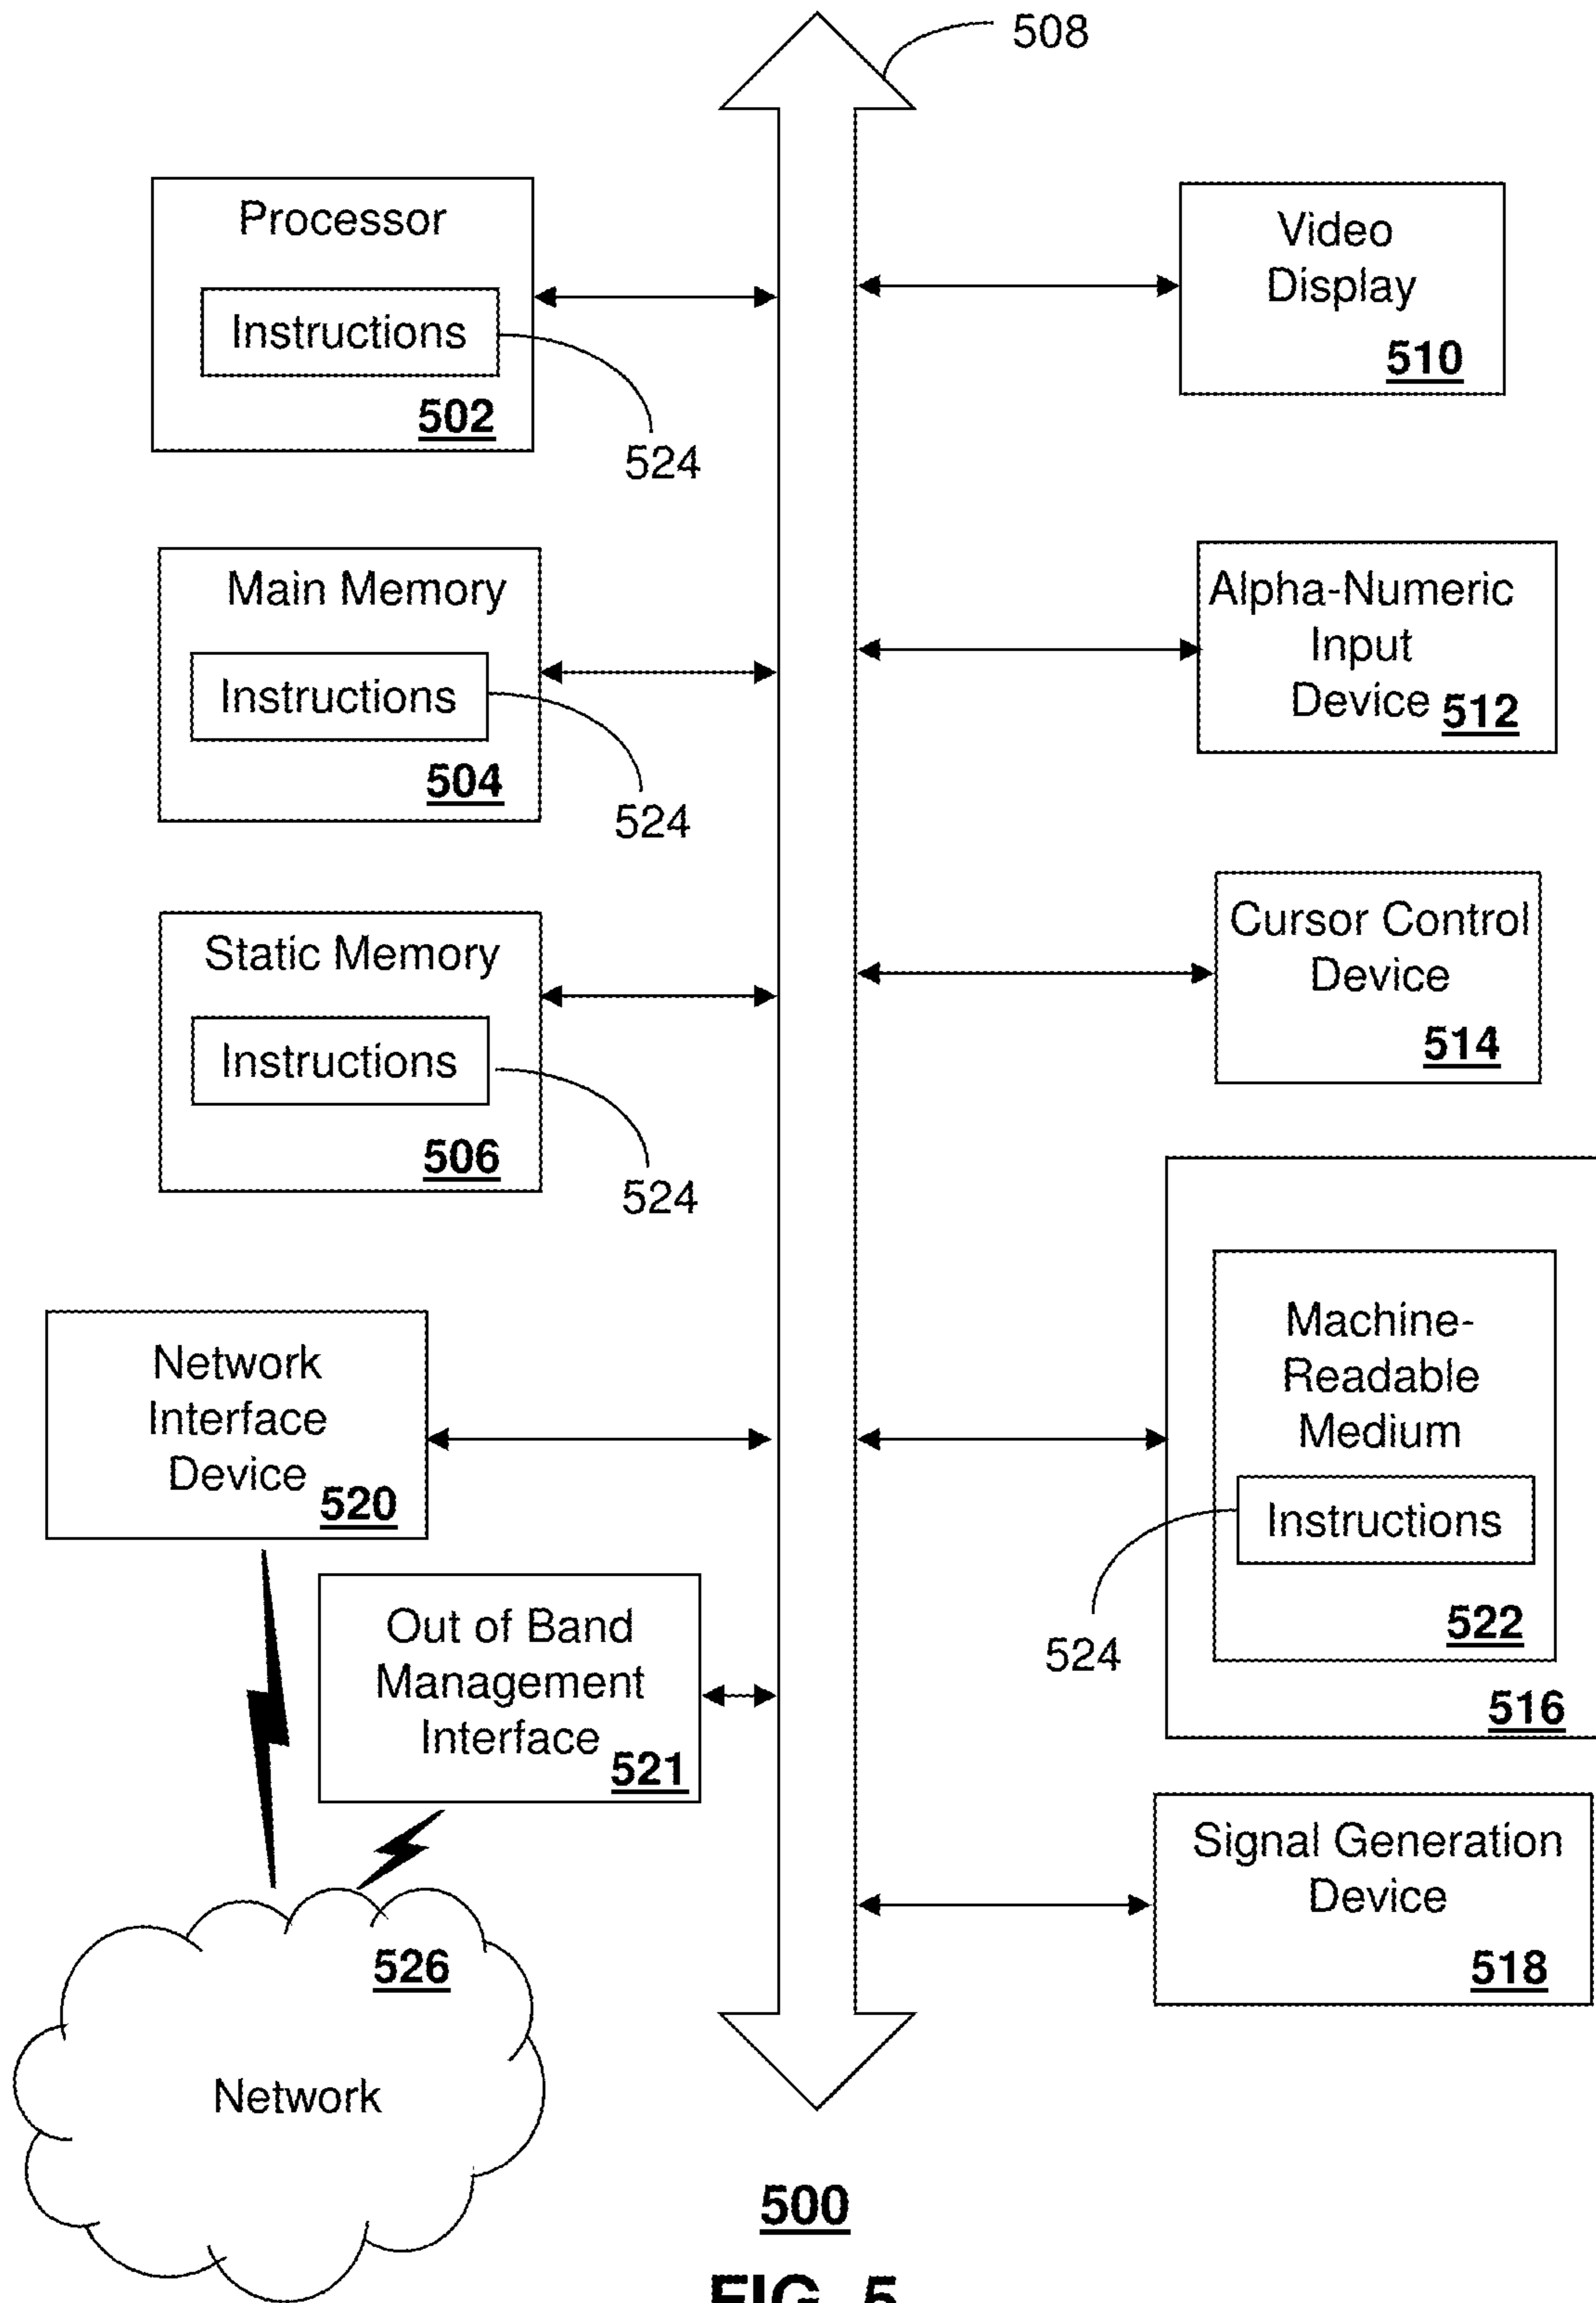 508
Processor
Instructions
502
524
Main Memory
Instructions
504
524
Static Memory
Instructions
506
524
Network
Interface
Device
520
Out of Band
Management
Interface
521
526
Network
Video
Display
510
Alpha-Numeric
Input
Device 512
Cursor Control
Device
514
Machine-
Readable
Medium
Instructions
524
522
516
Signal Generation
Device
518
500
FIG. 5